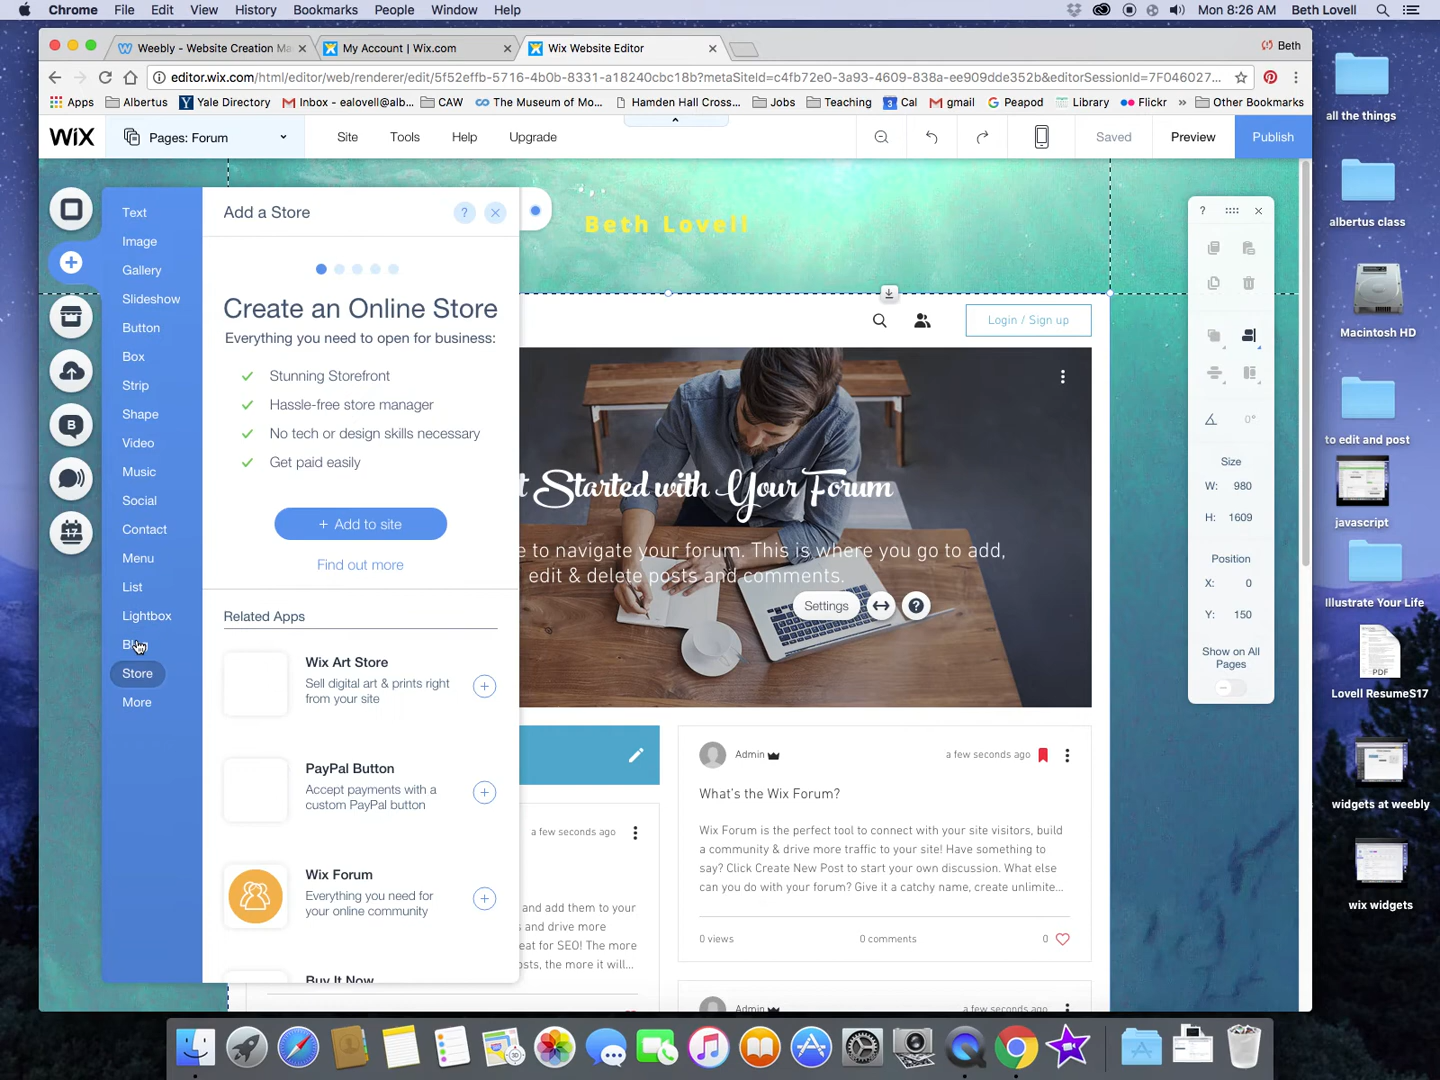 Chrome File Edit View History Bookmarks People Window Help
Mon 8:26 AM Beth Lovell
Weebly - Website Creation Ma
My Account | Wix.com
Wix Website Editor
Beth
editor.wix.com/html/editor/web/renderer/edit/5f52effb-5716-4b0b-8331-a18240cbc18b?metaSiteId=c4fb72e0-3a93-4609-838a-ee909dde352b&editorSessionId=7F046027...
Apps Albertus Yale Directory Inbox - ealovell@alb... CAW The Museum of Mo... Hamden Hall Cross... Jobs Teaching Cal gmail Peapod Library Flickr » Other Bookmarks
WiX Pages: Forum Site Tools Help Upgrade Saved Preview Publish
Beth Lovell
Text
Image
Gallery
Slideshow
Button
Box
Strip
Shape
Video
Music
Social
Contact
Menu
List
Lightbox
Store
More
Add a Store
?
Create an Online Store
Everything you need to open for business:
Stunning Storefront
Hassle-free store manager
No tech or design skills necessary
Get paid easily
+ Add to site
Find out more
Related Apps
Wix Art Store
Sell digital art & prints right
from your site
PayPal Button
Accept payments with a
custom PayPal button
Wix Forum
Everything you need for
your online community
Buy It Now
B
17
Login / Sign up
t Started with Your Forum
e to navigate your forum. This is where you go to add,
edit & delete posts and comments.
Settings
?
a few seconds ago
and add them to your
s and drive more
eat for SEO! The more
osts, the more it will...
Admin
a few seconds ago
What's the Wix Forum?
Wix Forum is the perfect tool to connect with your site visitors, build
a community & drive more traffic to your site! Have something to
say? Click Create New Post to start your own discussion. What else
can you do with your forum? Give it a catchy name, create unlimite...
0 views 0 comments 0
Admin
a few seconds ago
?
0°
Size
W: 980
H: 1609
Position
X: 0
Y: 150
Show on All
Pages
all the things
albertus class
Macintosh HD
to edit and post
javascript
Illustrate Your Life
PDF
Lovell ResumeS17
widgets at weebly
wix widgets